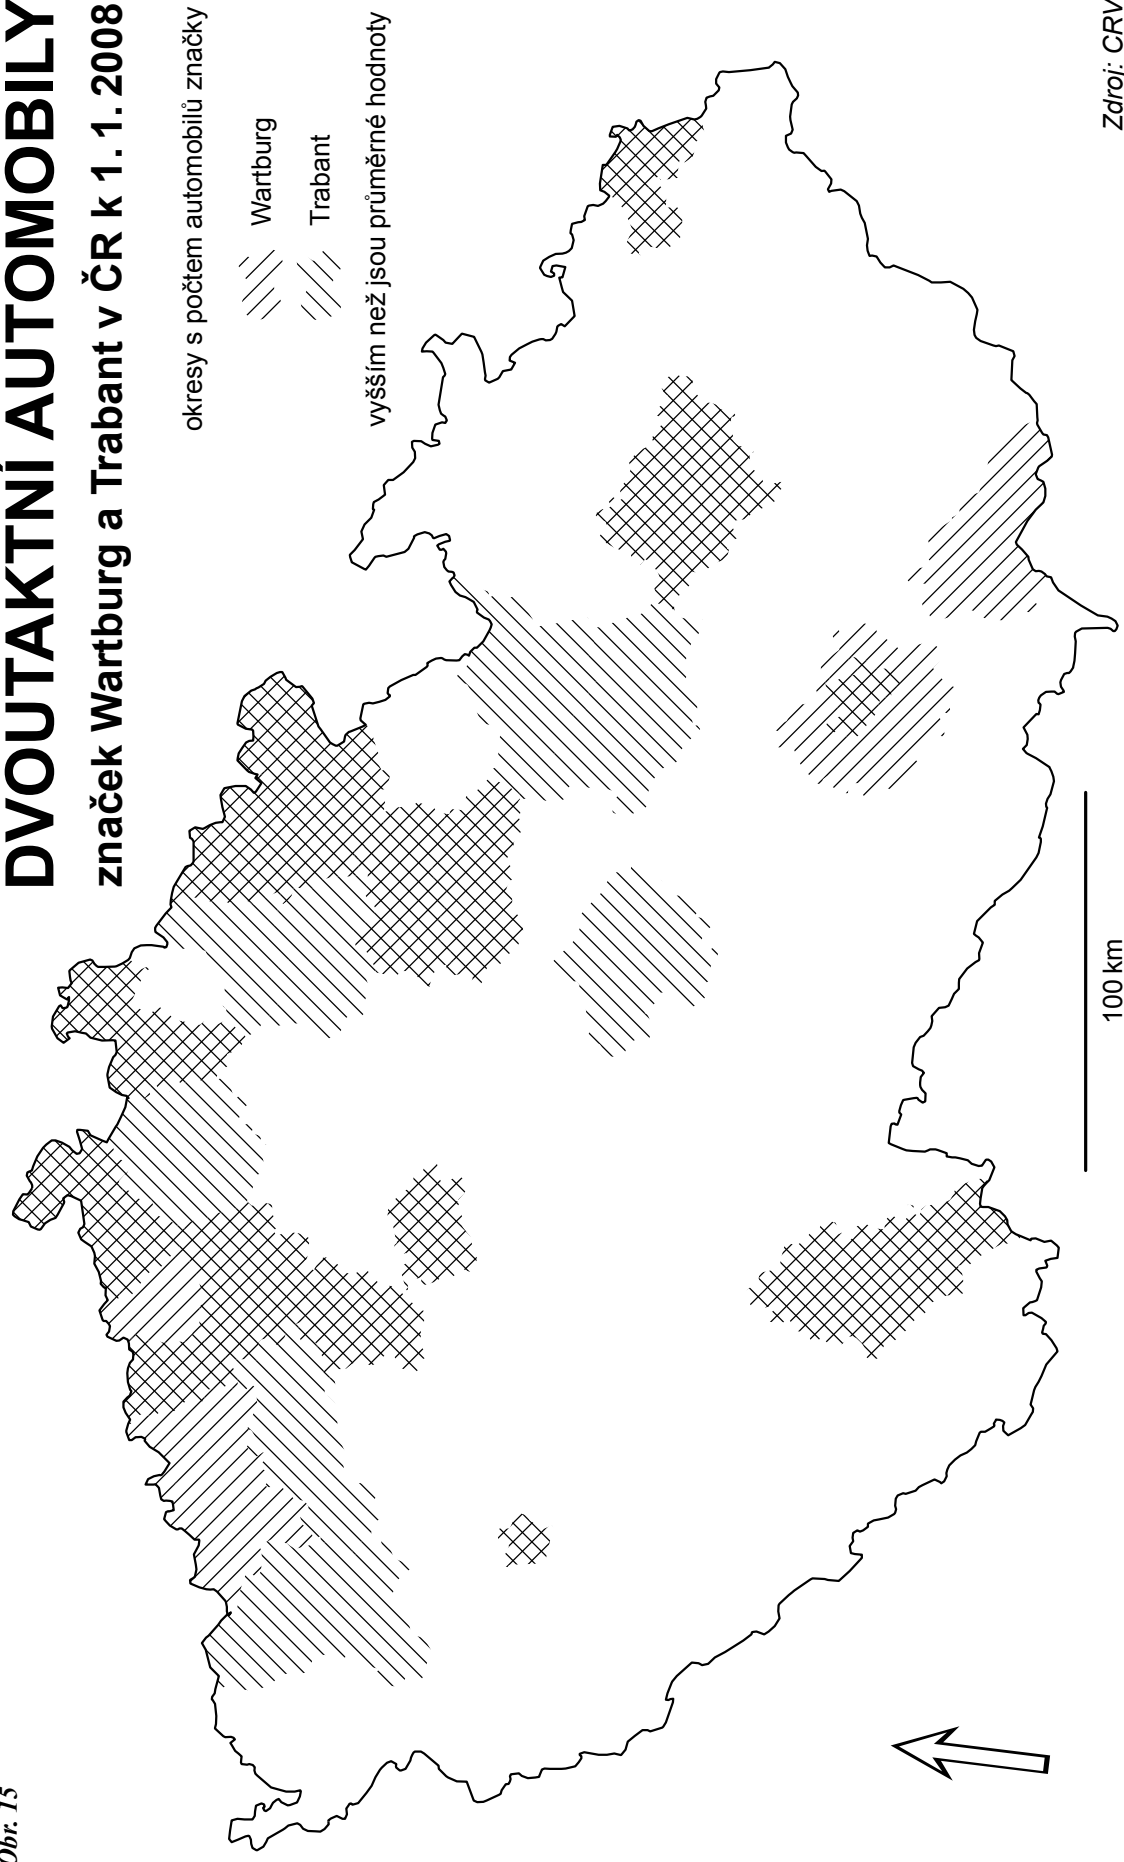 Obr. 15
DVOUTAKTNÍ AUTOMOBILY
značek Wartburg a Trabant v ČR k 1. 1. 2008
okresy s počtem automobilů značky
Wartburg
Trabant
vyšším než jsou průměrné hodnoty
100 km
Zdroj: CRV